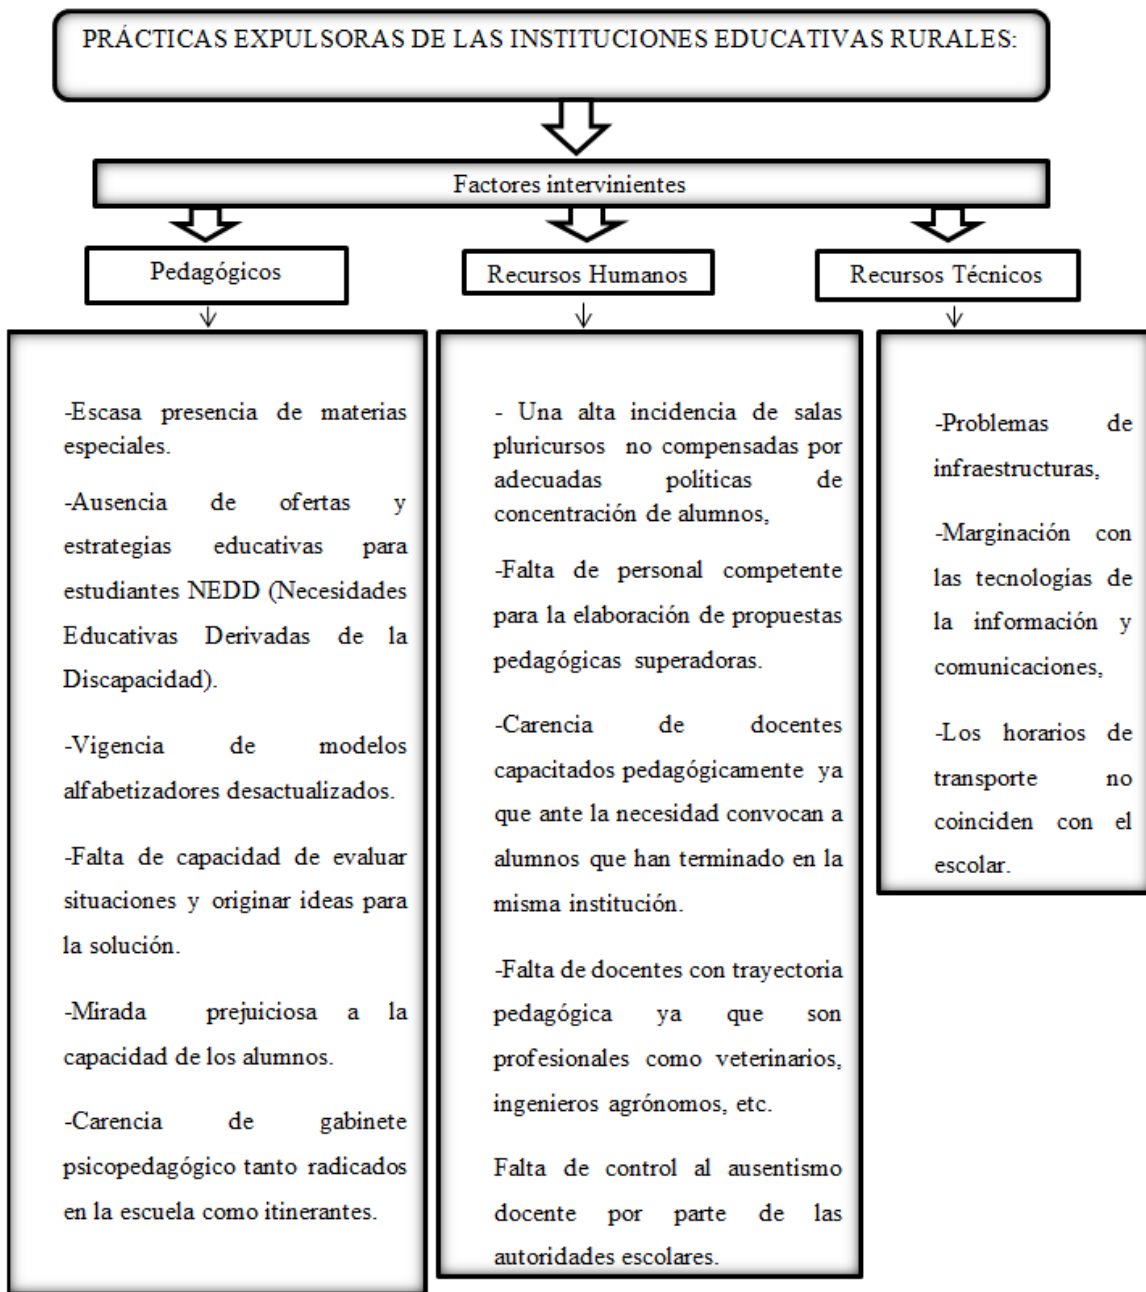 PRÁCTICAS EXPULSORAS DE LAS INSTITUCIONES EDUCATIVAS RURALES:
Factores intervinientes
Pedagógicos
Recursos Humanos
Recursos Técnicos
-Escasa presencia de materias
especiales.
-Ausencia de ofertas y
estrategias educativas para
estudiantes NEDD (Necesidades
Educativas Derivadas de la
Discapacidad).
-Vigencia de modelos
alfabetizadores desactualizados.
-Falta de capacidad de evaluar
situaciones y originar ideas para
la solución.
-Mirada prejuiciosa a la
capacidad de los alumnos.
-Carencia de gabinete
psicopedagógico tanto radicados
en la escuela como itinerantes.
- Una alta incidencia de salas
pluricursos no compensadas por
adecuadas políticas de
concentración de alumnos,
-Falta de personal competente
para la elaboración de propuestas
pedagógicas superadoras.
-Carencia de docentes
capacitados pedagógicamente ya
que ante la necesidad convocan a
alumnos que han terminado en la
misma institución.
-Falta de docentes con trayectoria
pedagógica ya que son
profesionales como veterinarios,
ingenieros agrónomos, etc.
Falta de control al ausentismo
docente por parte de las
autoridades escolares.
-Problemas de
infraestructuras,
-Marginación con
las tecnologías de
la información y
comunicaciones,
-Los horarios de
transporte no
coinciden con el
escolar.